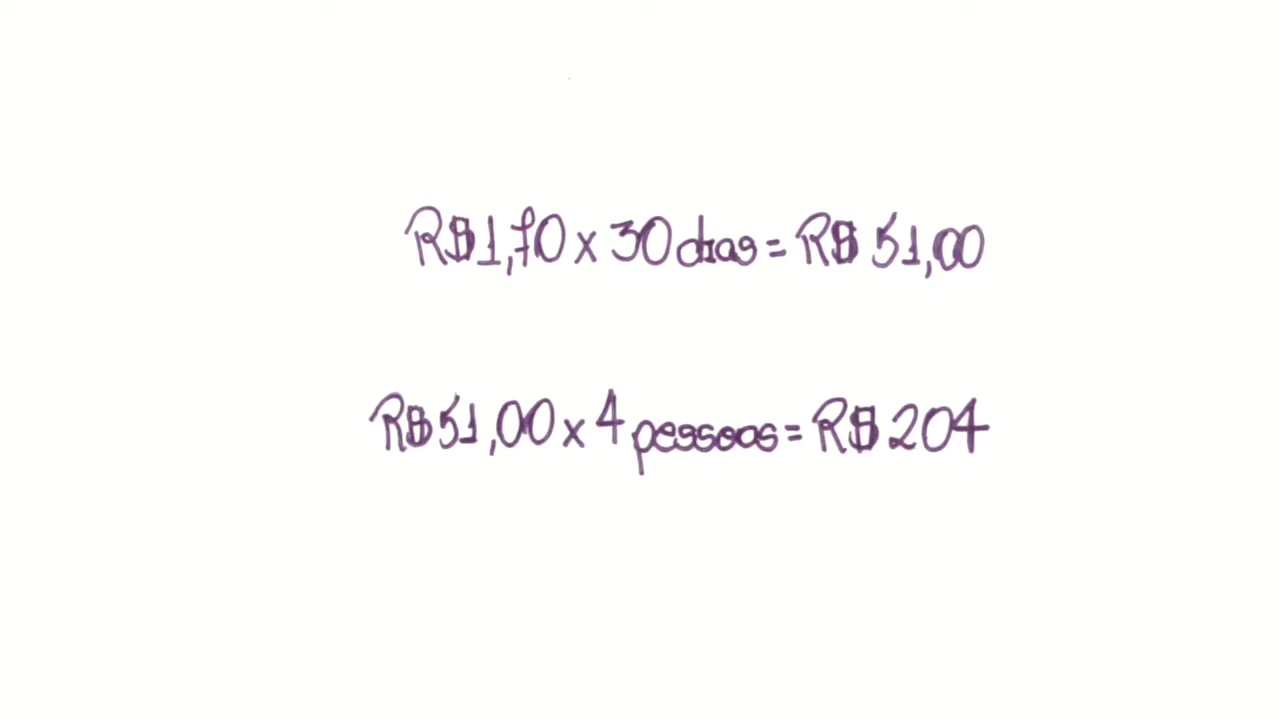 R$1,70 x 30 dias = R$ 51,00
R$51,00 x 4 pessoas = R$ 204